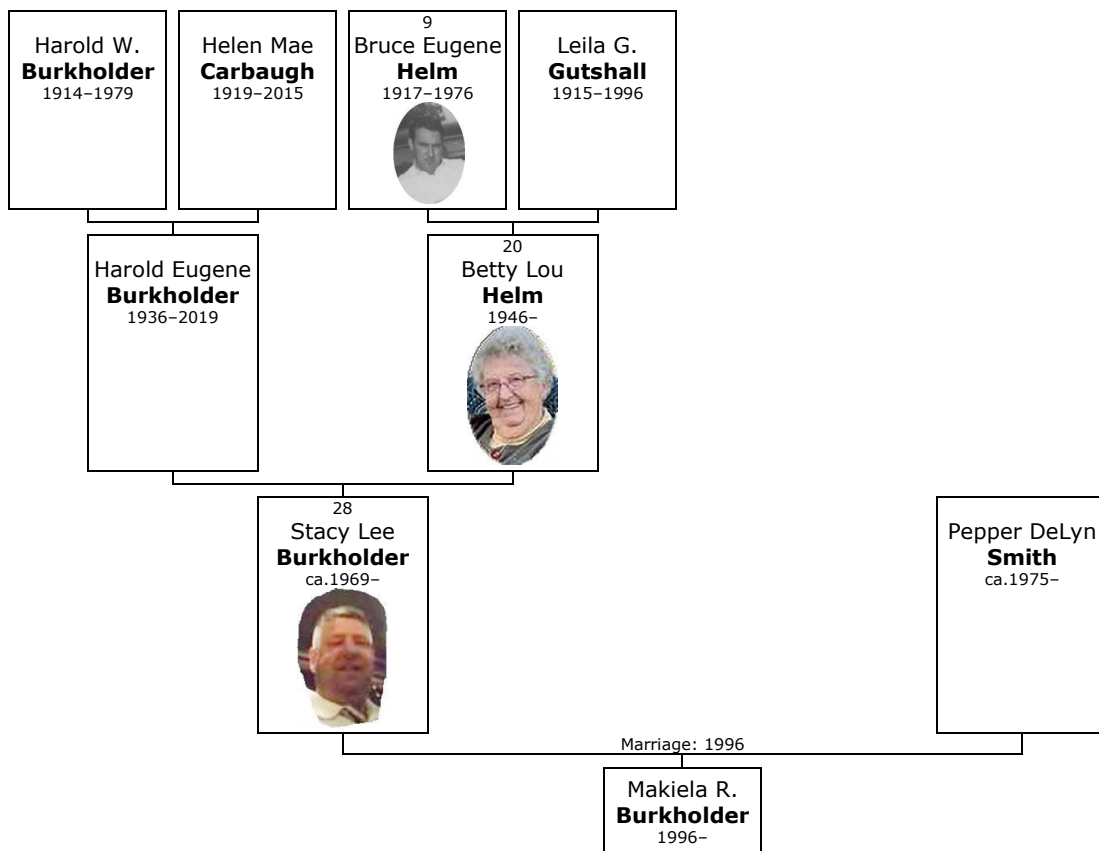 Harold W.
Burkholder
1914–1979
Helen Mae
Carbaugh
1919–2015
9
Bruce Eugene
Helm
1917–1976
Leila G.
Gutshall
1915–1996
Harold Eugene
Burkholder
1936–2019
20
Betty Lou
Helm
1946–
28
Stacy Lee
Burkholder
ca.1969–
Pepper DeLyn
Smith
ca.1975–
Marriage: 1996
Makiela R.
Burkholder
1996–